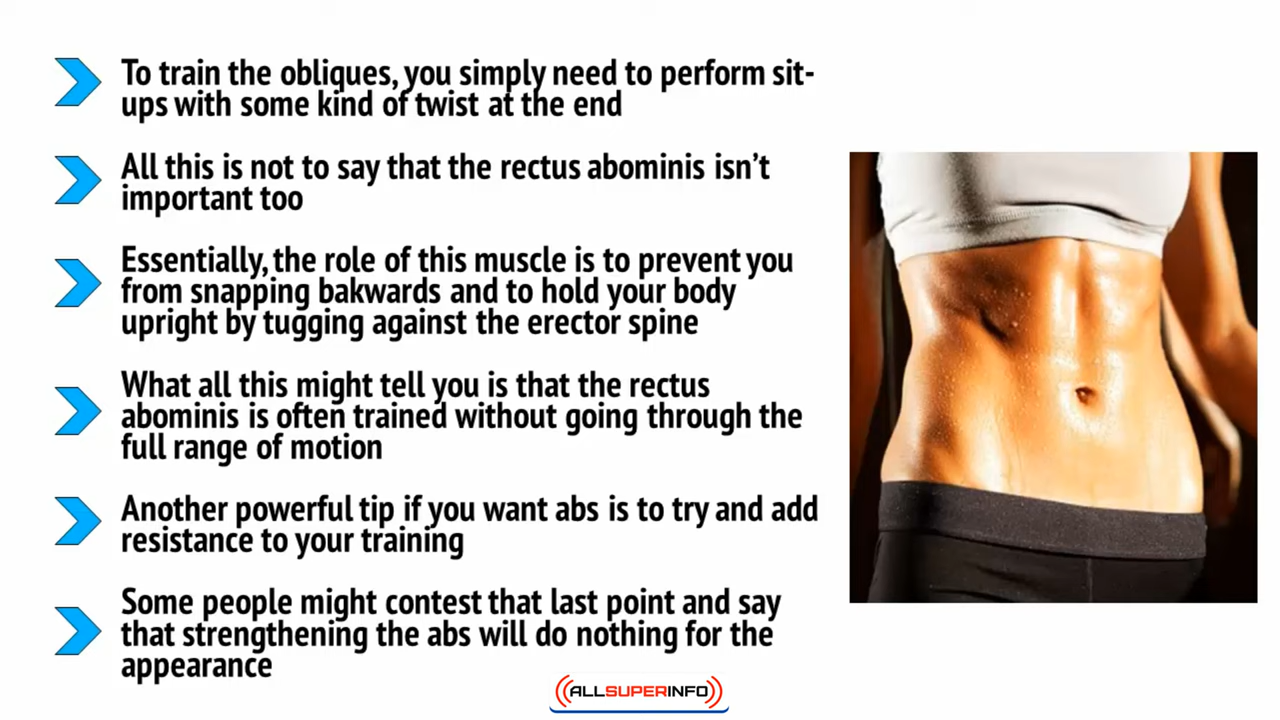 To train the obliques, you simply need to perform sit-
ups with some kind of twist at the end
All this is not to say that the rectus abominis isn't
important too
Essentially, the role of this muscle is to prevent you
from snapping bakwards and to hold your body
upright by tugging against the erector spine
What all this might tell you is that the rectus
abominis is often trained without going through the
full range of motion
Another powerful tip if you want abs is to try and add
resistance to your training
Some people might contest that last point and say
that strengthening the abs will do nothing for the
appearance
ALLSUPERINFO